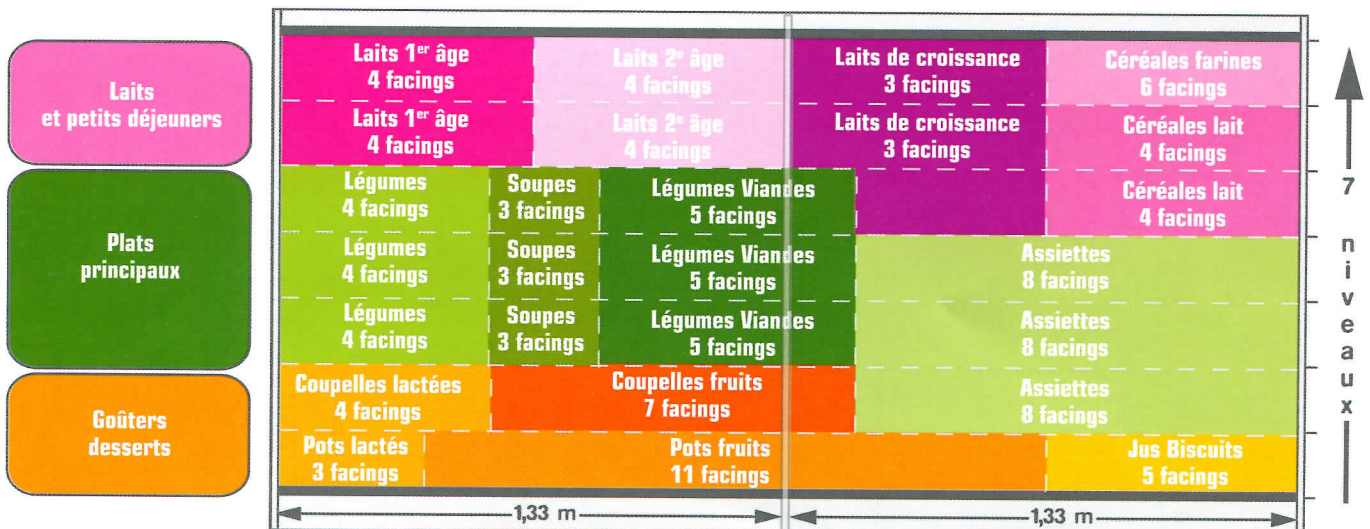 Laits
et petits déjeuners
Laits 1er âge
4 facings
Laits 2e âge
4 facings
Laits de croissance
3 facings
Céréales farines
6 facings
Laits 1er âge
4 facings
Laits 2e âge
4 facings
Laits de croissance
3 facings
Céréales lait
4 facings
Plats
principaux
Légumes
4 facings
Soupes
3 facings
Légumes Viandes
5 facings
Céréales lait
4 facings
Légumes
4 facings
Soupes
3 facings
Légumes Viandes
5 facings
Assiettes
8 facings
Légumes
4 facings
Soupes
3 facings
Légumes Viandes
5 facings
Assiettes
8 facings
Goûters
desserts
Coupelles lactées
4 facings
Coupelles fruits
7 facings
Assiettes
8 facings
Pots lactés
3 facings
Pots fruits
11 facings
Jus Biscuits
5 facings
7 niveaux
1,33 m
1,33 m